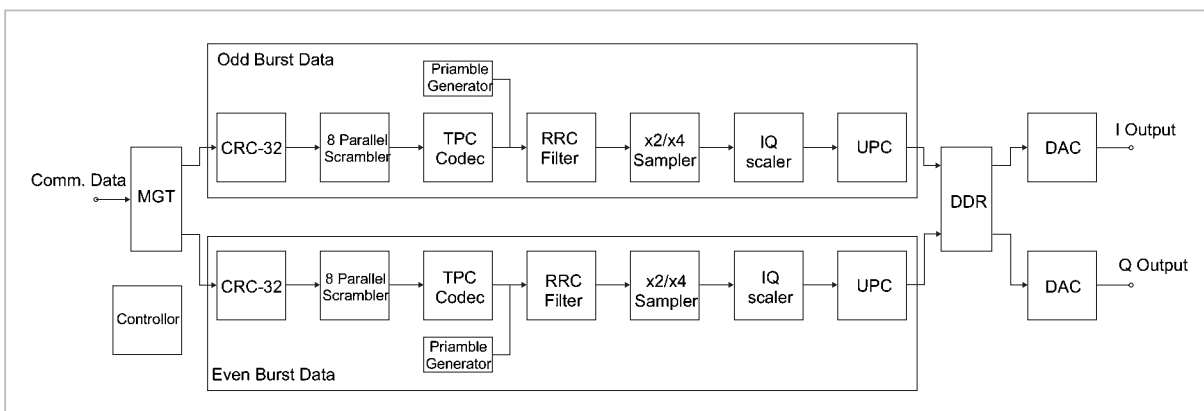 Odd Burst Data
Priamble
Generator
CRC-32
8 Parallel
Scrambler
TPC
Codec
RRC
Filter
x2/x4
Sampler
IQ
scaler
UPC
Comm. Data
MGT
DDR
DAC
I Output
CRC-32
8 Parallel
Scrambler
TPC
Codec
RRC
Filter
x2/x4
Sampler
IQ
scaler
UPC
DAC
Q Output
Controllor
Priamble
Generator
Even Burst Data